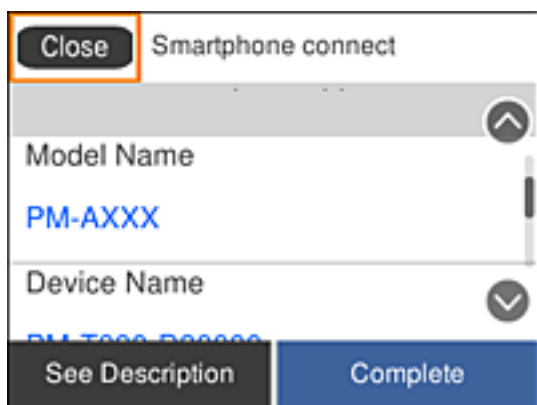 Close
Smartphone connect
Model Name
PM-AXXX
Device Name
See Description
Complete